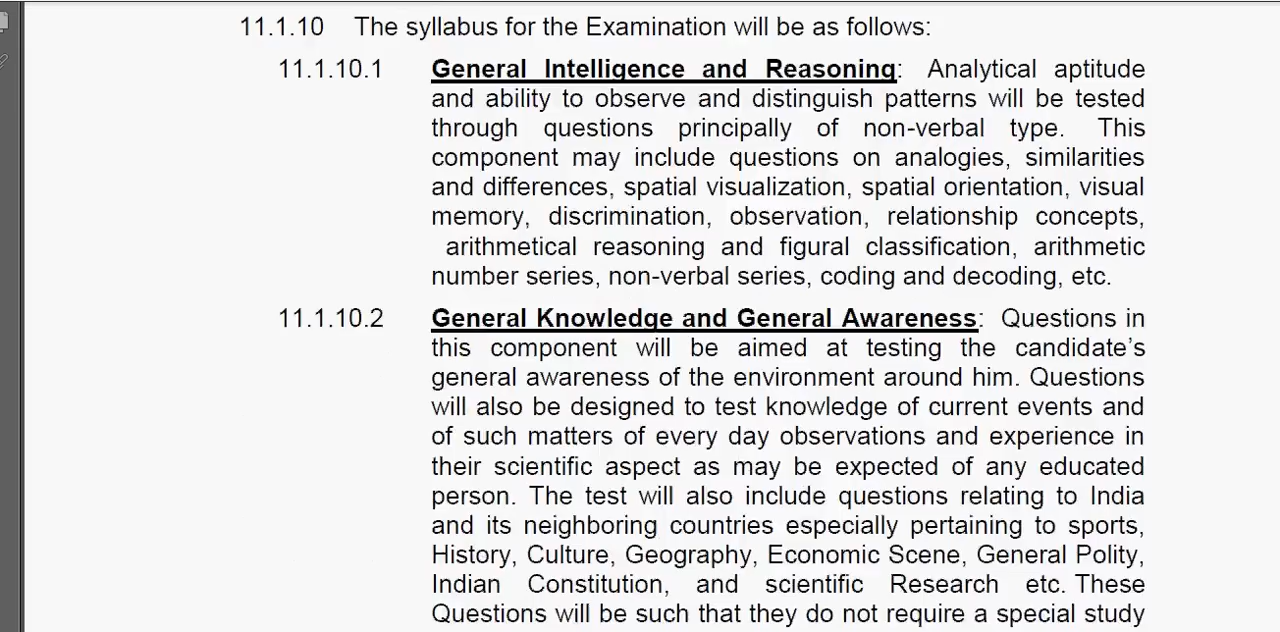 11.1.10 The syllabus for the Examination will be as follows:
11.1.10.1 General Intelligence and Reasoning: Analytical aptitude
and ability to observe and distinguish patterns will be tested
through questions principally of non-verbal type. This
component may include questions on analogies, similarities
and differences, spatial visualization, spatial orientation, visual
memory, discrimination, observation, relationship concepts,
arithmetical reasoning and figural classification, arithmetic
number series, non-verbal series, coding and decoding, etc.
11.1.10.2 General Knowledge and General Awareness: Questions in
this component will be aimed at testing the candidate’s
general awareness of the environment around him. Questions
will also be designed to test knowledge of current events and
of such matters of every day observations and experience in
their scientific aspect as may be expected of any educated
person. The test will also include questions relating to India
and its neighboring countries especially pertaining to sports,
History, Culture, Geography, Economic Scene, General Polity,
Indian Constitution, and scientific Research etc. These
Questions will be such that they do not require a special study